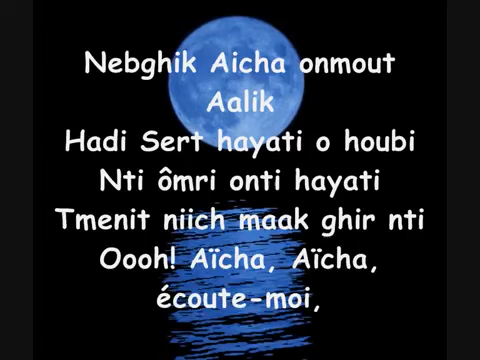 Nebghik Aicha onmout
Aalik
Hadi Sert hayati o houbi
Nti ômri onti hayati
Tmenit niich maak ghir nti
Oooh! Aïcha, Aïcha,
écoute-moi,